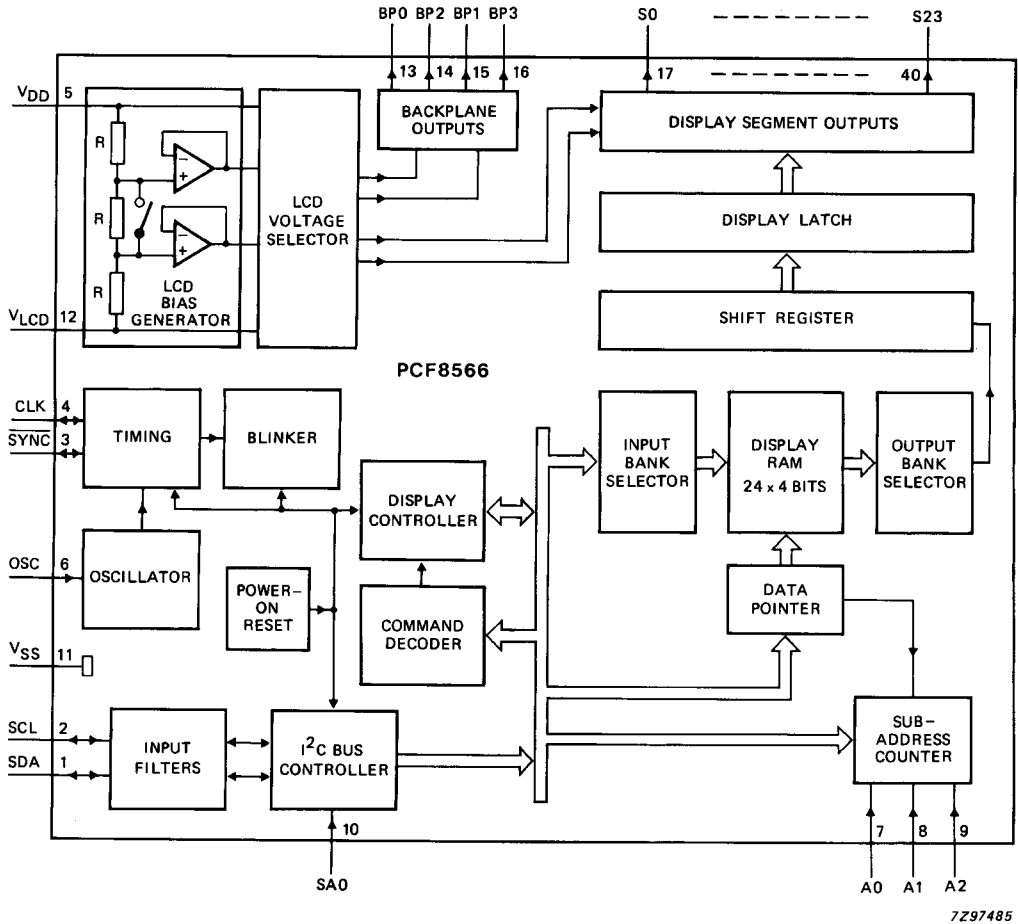 BP0 BP2 BP1 BP3 S0 S23
13 14 15 16 17 40
VDD 5
BACKPLANE
OUTPUTS
DISPLAY SEGMENT OUTPUTS
R
R
R
−
+
−
+
LCD
BIAS
GENERATOR
LCD
VOLTAGE
SELECTOR
DISPLAY LATCH
VLCD 12
SHIFT REGISTER
PCF8566
CLK 4
SYNC 3
TIMING
BLINKER
DISPLAY
CONTROLLER
INPUT
BANK
SELECTOR
DISPLAY
RAM
24 x 4 BITS
OUTPUT
BANK
SELECTOR
OSC 6
OSCILLATOR
POWER–
ON
RESET
COMMAND
DECODER
DATA
POINTER
VSS 11
SCL 2
SDA 1
INPUT
FILTERS
I²C BUS
CONTROLLER
SUB–
ADDRESS
COUNTER
10
7 8 9
SA0
A0 A1 A2
7Z97485